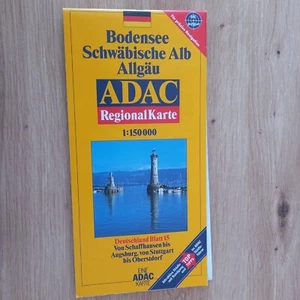 Bodensee
Schwäbische Alb
Allgäu
ADAC
RegionalKarte
1:150 000
Deutschland Blatt 15
Von Schaffhausen bis
Augsburg, von Stuttgart
bis Oberstdorf
EINE
ADAC
KARTE
TOP